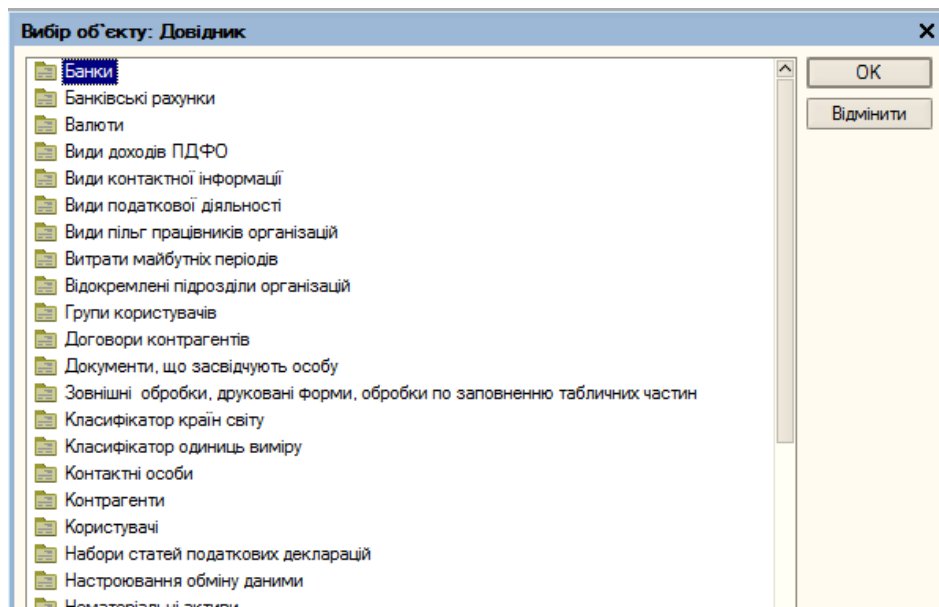 Вибір об`єкту: Довідник
Банки
OK
Банківські рахунки
Відмінити
Валюти
Види доходів ПДФО
Види контактної інформації
Види податкової діяльності
Види пільг працівників організацій
Витрати майбутніх періодів
Відокремлені підрозділи організацій
Групи користувачів
Договори контрагентів
Документи, що засвідчують особу
Зовнішні  обробки, друковані форми, обробки по заповненню табличних частин
Класифікатор країн світу
Класифікатор одиниць виміру
Контактні особи
Контрагенти
Користувачі
Набори статей податкових декларацій
Настроювання обміну даними
Нематеріальні активи